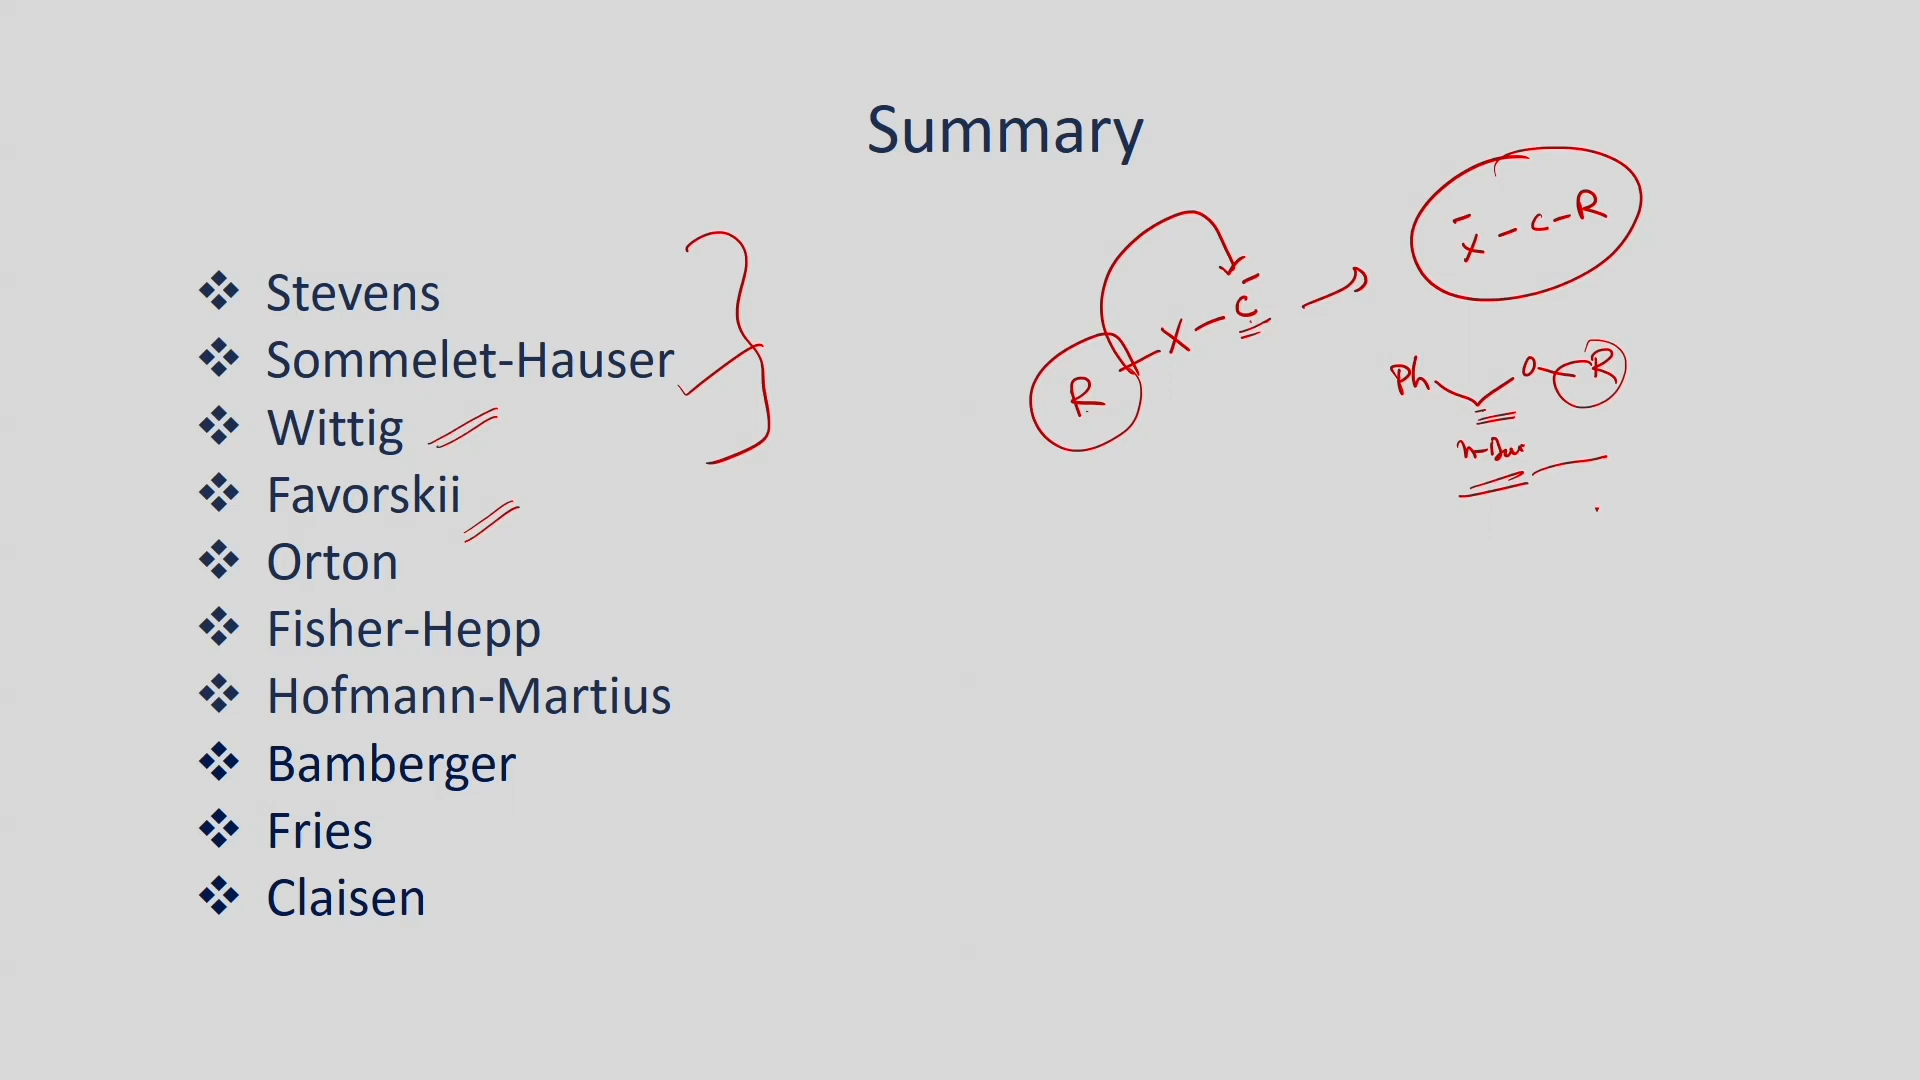 Summary
Stevens
Sommelet-Hauser
Wittig
Favorskii
Orton
Fisher-Hepp
Hofmann-Martius
Bamberger
Fries
Claisen
R-X-C
X-C-R
Ph O-R